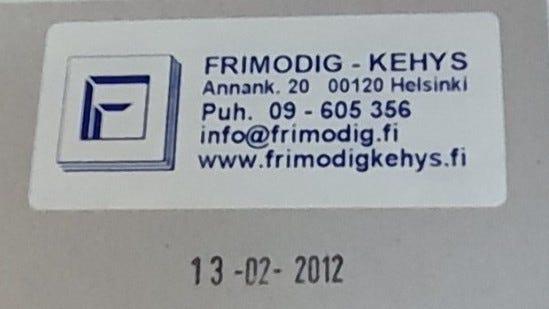 FRIMODIG - KEHYS
Annank. 20 00120 Helsinki
Puh. 09 - 605 356
info@frimodig.fi
www.frimodigkehys.fi
13-02-2012